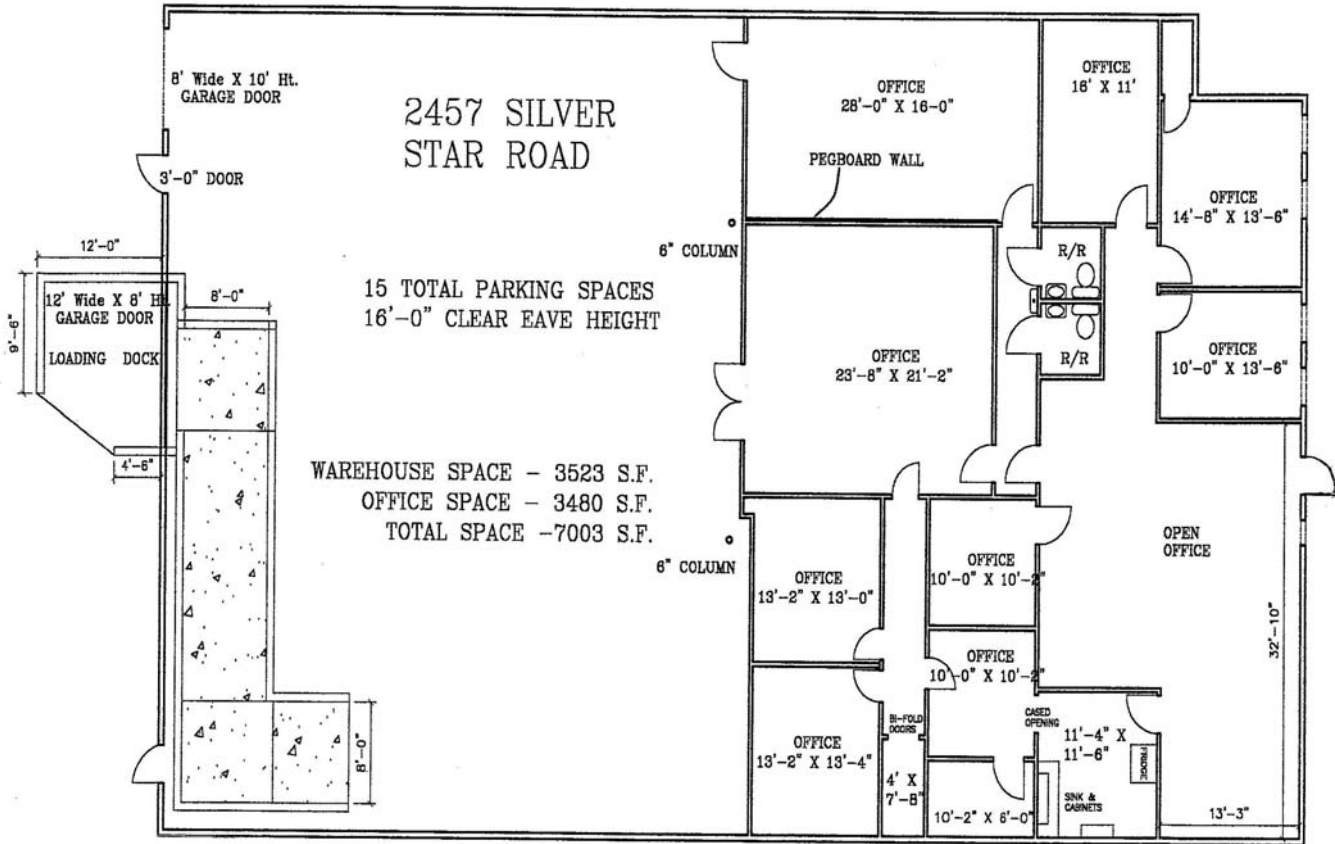 8' Wide X 10' Ht.
GARAGE DOOR
2457 SILVER
STAR ROAD
3'-0" DOOR
OFFICE
28'-0" X 16-0"
PEGBOARD WALL
OFFICE
16' X 11'
OFFICE
14'-8" X 13'-6"
12'-0"
9'-6"
12' Wide X 8' Ht.
GARAGE DOOR
LOADING DOCK
8'-0"
4'-6"
15 TOTAL PARKING SPACES
16'-0" CLEAR EAVE HEIGHT
6" COLUMN
R/R
R/R
OFFICE
23'-8" X 21'-2"
OFFICE
10'-0" X 13'-6"
WAREHOUSE SPACE - 3523 S.F.
OFFICE SPACE - 3480 S.F.
TOTAL SPACE -7003 S.F.
6" COLUMN
OFFICE
13'-2" X 13'-0"
OFFICE
10'-0" X 10'-2"
OPEN
OFFICE
32'-10"
OFFICE
10'-0" X 10'-2"
OFFICE
13'-2" X 13'-4"
BI-FOLD
DOORS
4' X
7'-8"
CASED
OPENING
11'-4" X
11'-6"
FRIDGE
SINK &
CABINETS
10'-2" X 6'-0"
13'-3"
8'-0"